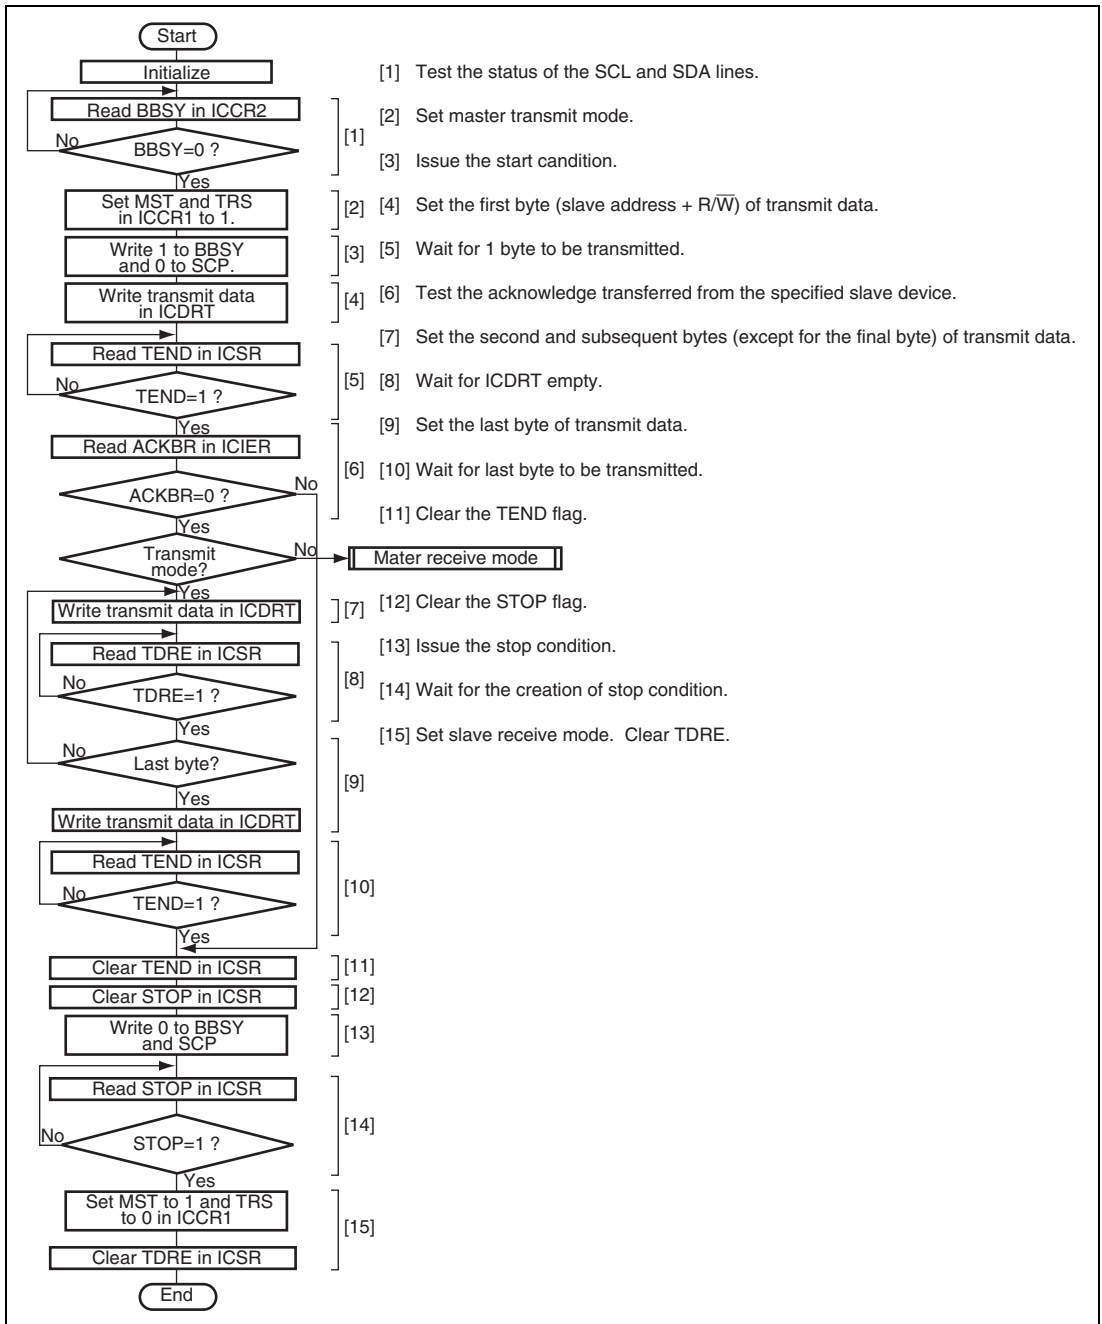 Start
Initialize
Read BBSY in ICCR2
No
BBSY=0 ?
[1]
Yes
Set MST and TRS
in ICCR1 to 1.
[2]
Write 1 to BBSY
and 0 to SCP.
[3]
Write transmit data
in ICDRT
[4]
Read TEND in ICSR
No
TEND=1 ?
[5]
Yes
Read ACKBR in ICIER
[6]
No
ACKBR=0 ?
Yes
Transmit
mode?
No
Mater receive mode
Yes
Write transmit data in ICDRT
[7]
Read TDRE in ICSR
No
TDRE=1 ?
[8]
Yes
No
Last byte?
[9]
Yes
Write transmit data in ICDRT
Read TEND in ICSR
No
TEND=1 ?
[10]
Yes
Clear TEND in ICSR
[11]
Clear STOP in ICSR
[12]
Write 0 to BBSY
and SCP
[13]
Read STOP in ICSR
No
STOP=1 ?
[14]
Yes
Set MST to 1 and TRS
to 0 in ICCR1
[15]
Clear TDRE in ICSR
End
[1] Test the status of the SCL and SDA lines.
[2] Set master transmit mode.
[3] Issue the start candition.
[4] Set the first byte (slave address + R/W̅) of transmit data.
[5] Wait for 1 byte to be transmitted.
[6] Test the acknowledge transferred from the specified slave device.
[7] Set the second and subsequent bytes (except for the final byte) of transmit data.
[8] Wait for ICDRT empty.
[9] Set the last byte of transmit data.
[10] Wait for last byte to be transmitted.
[11] Clear the TEND flag.
[12] Clear the STOP flag.
[13] Issue the stop condition.
[14] Wait for the creation of stop condition.
[15] Set slave receive mode. Clear TDRE.